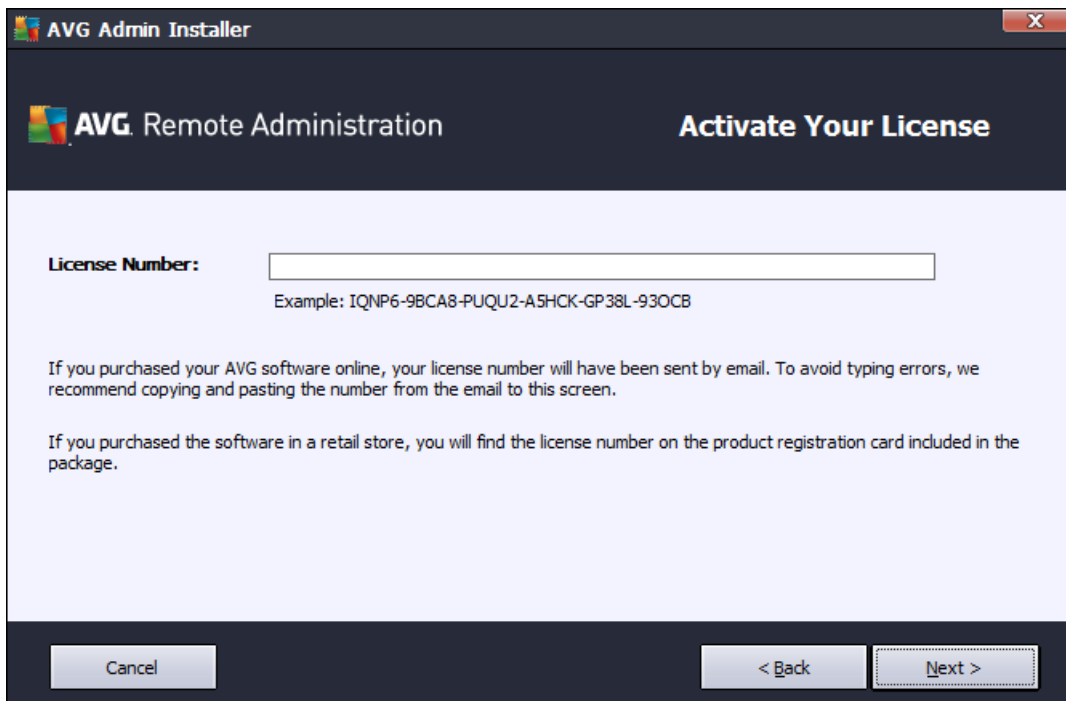 AVG Admin Installer
X
AVG. Remote Administration
Activate Your License
License Number:
Example: IQNP6-9BCA8-PUQU2-A5HCK-GP38L-93OCB
If you purchased your AVG software online, your license number will have been sent by email. To avoid typing errors, we
recommend copying and pasting the number from the email to this screen.
If you purchased the software in a retail store, you will find the license number on the product registration card included in the
package.
Cancel
< Back
Next >